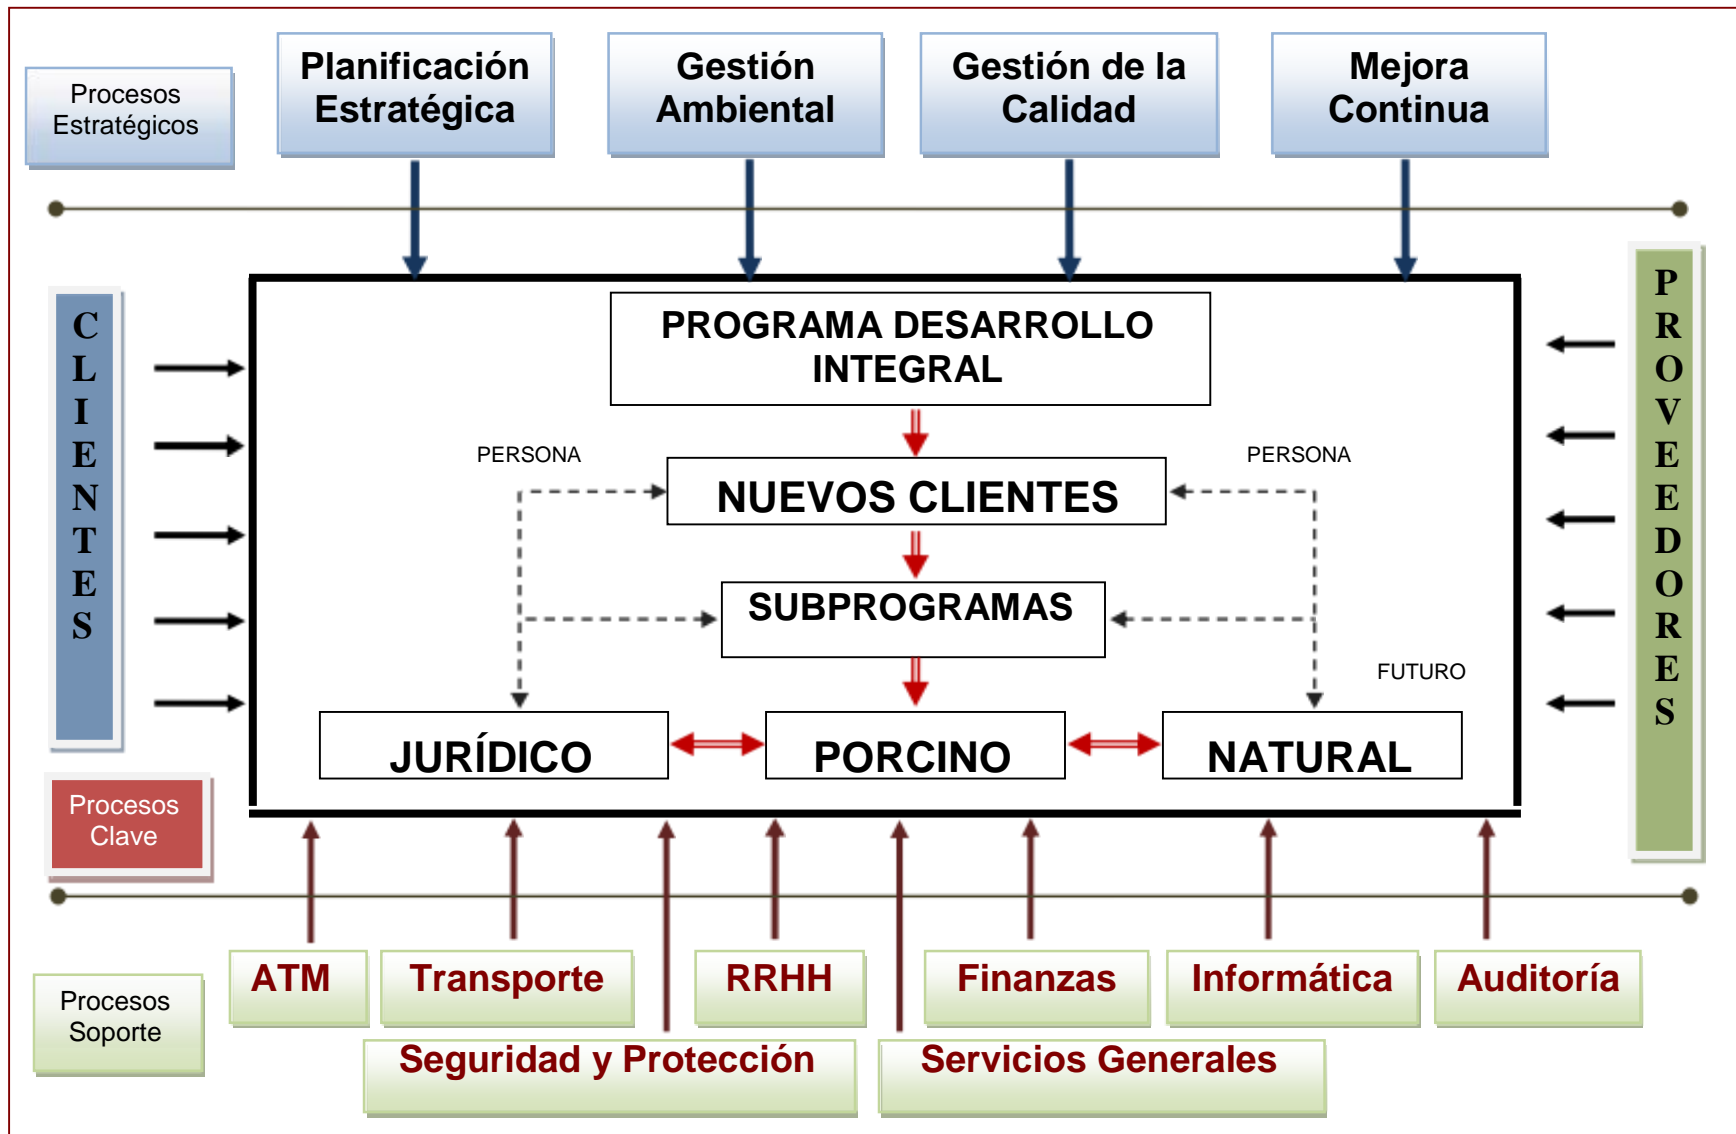 Procesos
Estratégicos
Planificación
Estratégica
Gestión
Ambiental
Gestión de la
Calidad
Mejora
Continua
CLIENTES
PROVEEDORES
PROGRAMA DESARROLLO
INTEGRAL
PERSONA
PERSONA
NUEVOS CLIENTES
SUBPROGRAMAS
FUTURO
JURÍDICO
PORCINO
NATURAL
Procesos
Clave
Procesos
Soporte
ATM
Transporte
RRHH
Finanzas
Informática
Auditoría
Seguridad y Protección
Servicios Generales